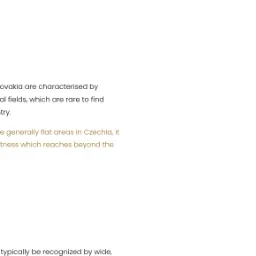 ovakia are characterised by
al fields, which are rare to find
try.
e generally flat areas in Czechia, it
tness which reaches beyond the
typically be recognized by wide,